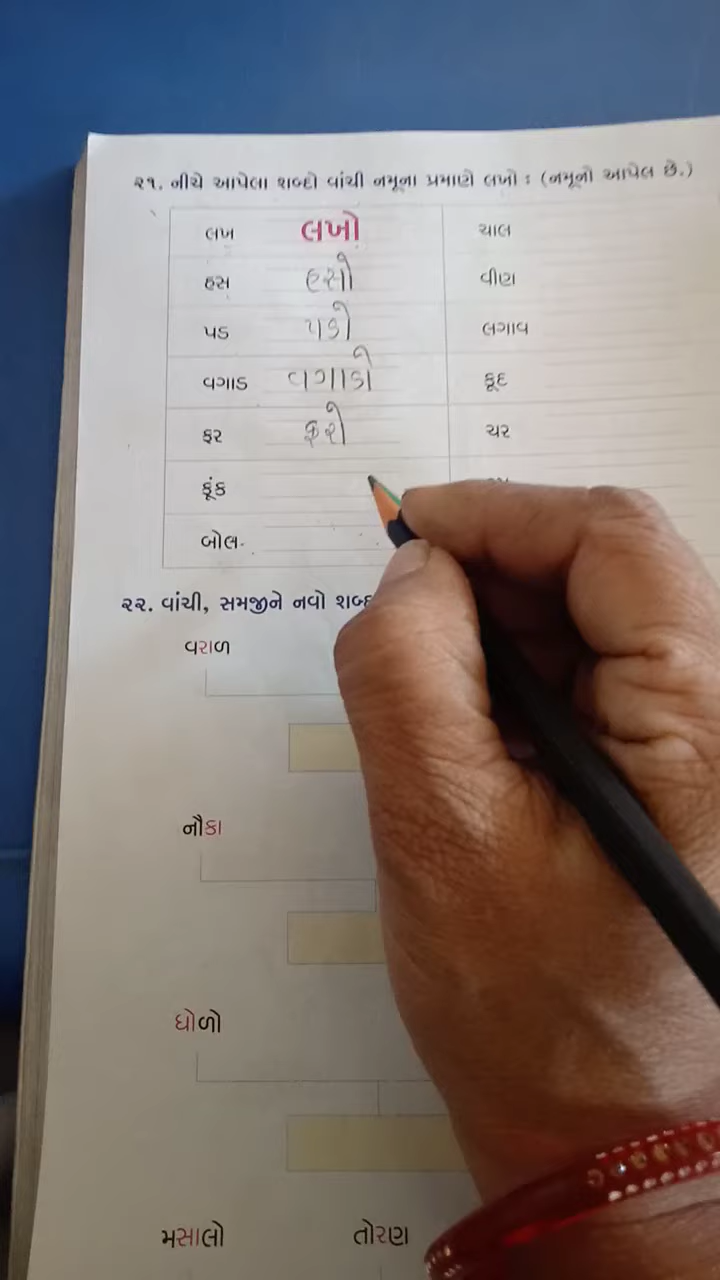 ૨૧. નીચે આપેલા શબ્દો વાંચી નમૂના પ્રમાણે લખો : (નમૂનો આપેલ છે.)
લખ લખો ચાલ
હસ હસો વીણ
પડ પડો લગાવ
વગાડ વગાડો કૂદ
ફર ફરો ચર
ફૂંક
બોલ
૨૨. વાંચી, સમજીને નવો શબ્દ
વરાળ
નૌકા
ઘોળો
મસાલો તોરણ